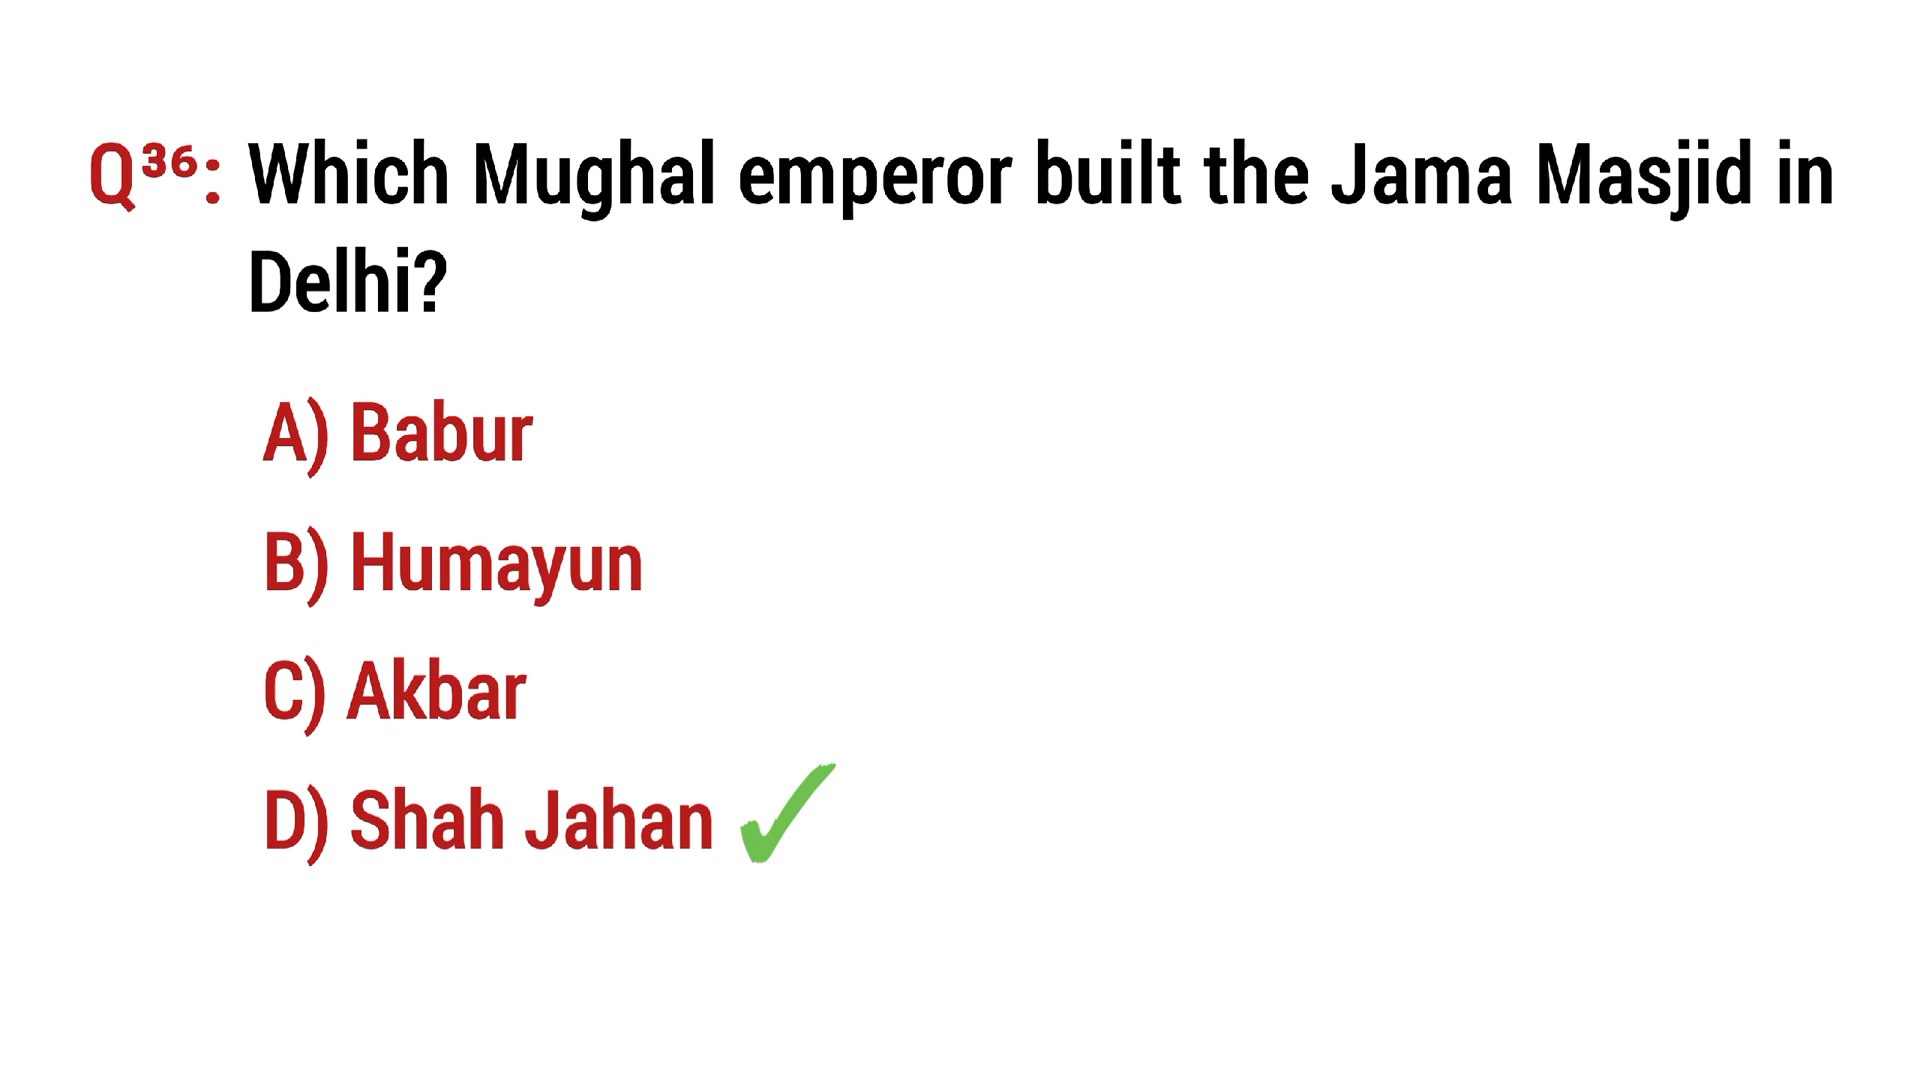 Q³⁶: Which Mughal emperor built the Jama Masjid in
Delhi?
A) Babur
B) Humayun
C) Akbar
D) Shah Jahan